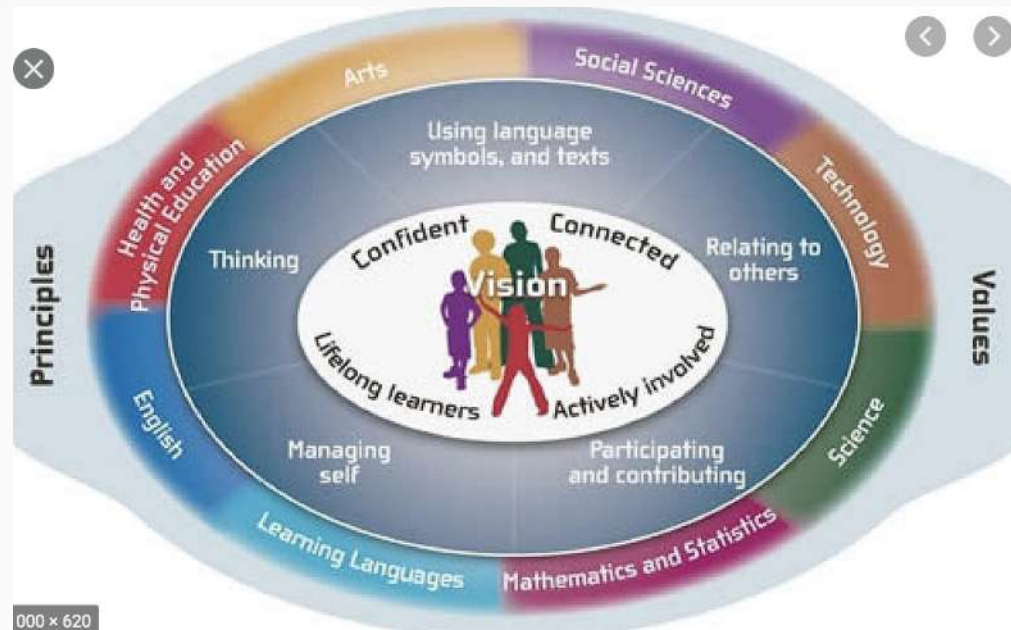 Arts
Social Sciences
Technology
Science
Mathematics and Statistics
Learning Languages
English
Health and
Physical Education
Using language
symbols, and texts
Relating to
others
Participating
and contributing
Managing
self
Thinking
Confident
Connected
Vision
Actively involved
Lifelong learners
Principles
Values
000 × 620